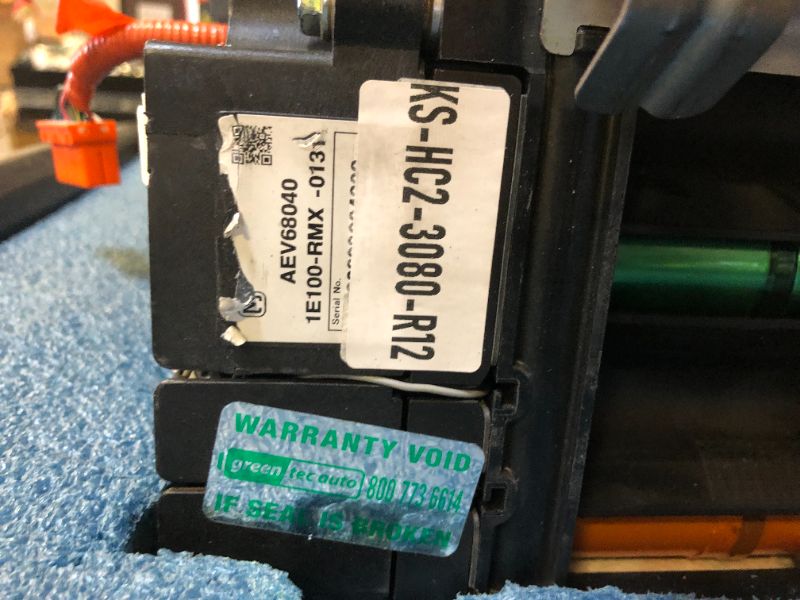 AEV68040
1E100-RMX -0131
Serial No.
KS-HC2-3080-R12
WARRANTY VOID
green tec auto 800 773 6614
IF SEAL IS BROKEN